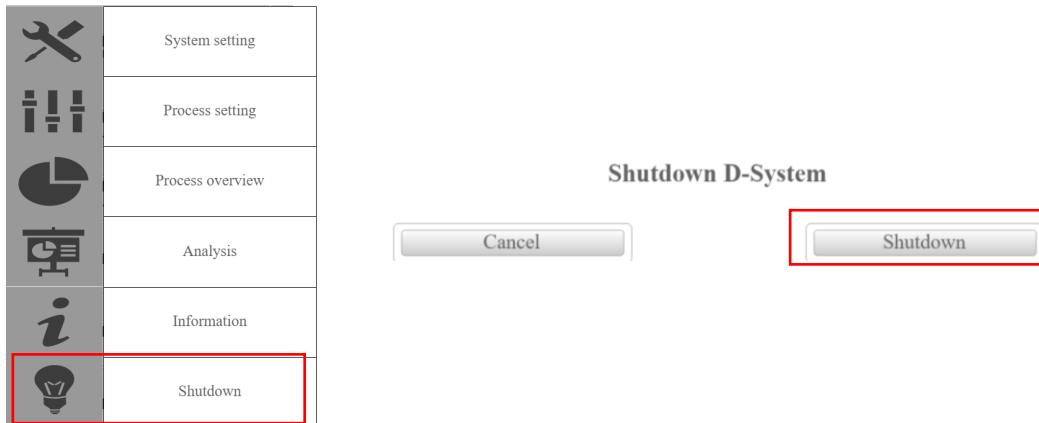 System setting
Process setting
Process overview
Analysis
Information
Shutdown
Shutdown D-System
Cancel
Shutdown